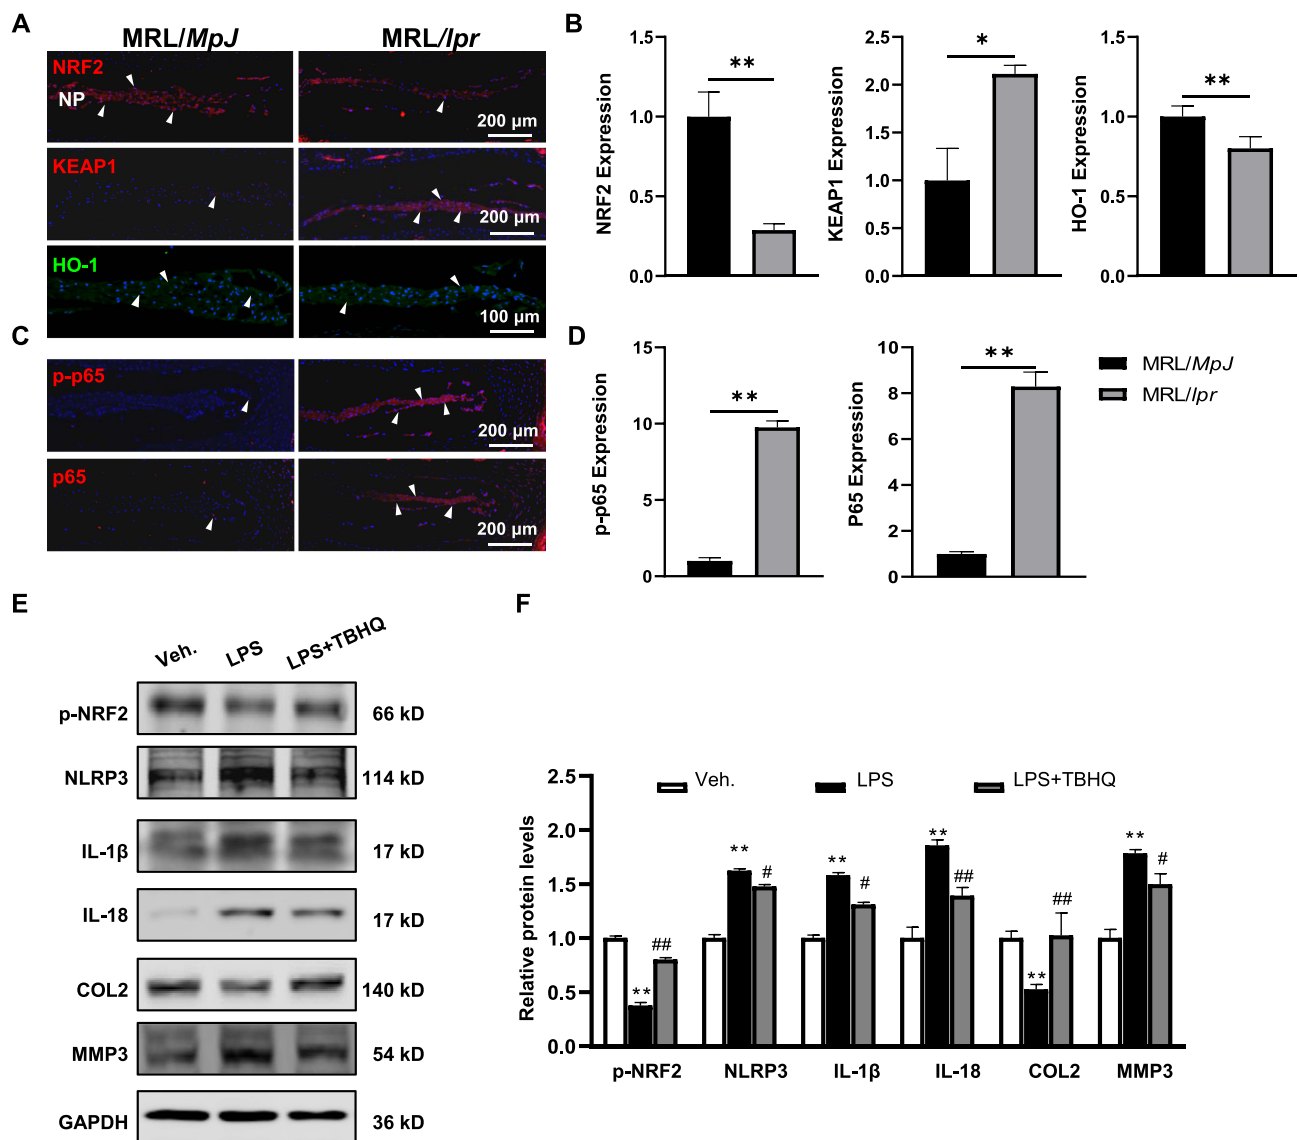 A
MRL/MpJ
MRL/lpr
NRF2
NP
200 µm
KEAP1
200 µm
HO-1
100 µm
B
NRF2 Expression
1.5
1.0
0.5
0.0
**
KEAP1 Expression
2.5
2.0
1.5
1.0
0.5
0.0
*
HO-1 Expression
1.5
1.0
0.5
0.0
**
C
p-p65
200 µm
p65
200 µm
D
p-p65 Expression
15
10
5
0
**
P65 Expression
10
8
6
4
2
0
**
MRL/MpJ
MRL/lpr
E
Veh. LPS LPS+TBHQ
p-NRF2 66 kD
NLRP3 114 kD
IL-1β 17 kD
IL-18 17 kD
COL2 140 kD
MMP3 54 kD
GAPDH 36 kD
F
Relative protein levels
2.5
2.0
1.5
1.0
0.5
0.0
Veh. LPS LPS+TBHQ
** ##
** #
** #
** ##
** ##
** #
p-NRF2 NLRP3 IL-1β IL-18 COL2 MMP3